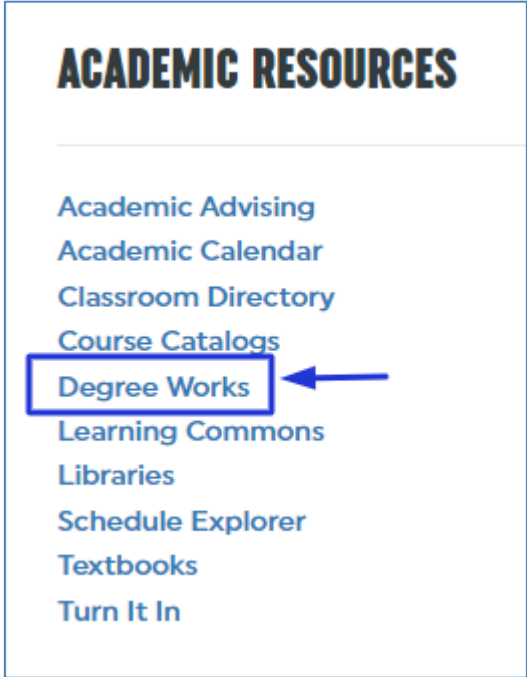 ACADEMIC RESOURCES
Academic Advising
Academic Calendar
Classroom Directory
Course Catalogs
Degree Works
Learning Commons
Libraries
Schedule Explorer
Textbooks
Turn It In